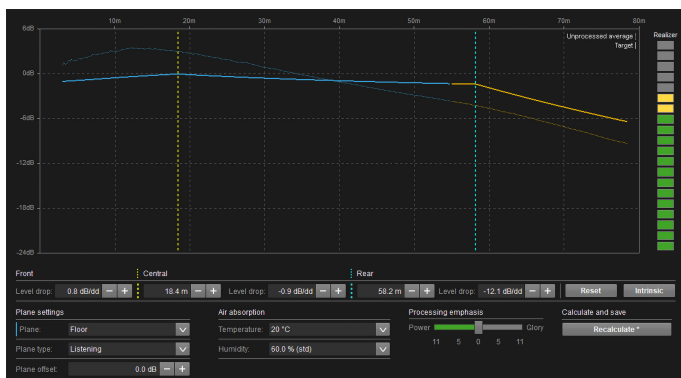 10m 20m 30m 40m 50m 60m 70m 80m
6dB Unprocessed average | Realizer
Target |
0dB
-6dB
-12dB
-18dB
-24dB
Front Central Rear
Level drop: 0.8 dB/dd − + 18.4 m − + Level drop: -0.9 dB/dd − + 58.2 m − + Level drop: -12.1 dB/dd − + Reset Intrinsic
Plane settings Air absorption Processing emphasis Calculate and save
Plane: Floor Temperature: 20 °C Power Glory Recalculate *
Plane type: Listening Humidity: 60.0 % (std) 11 5 0 5 11
Plane offset: 0.0 dB − +